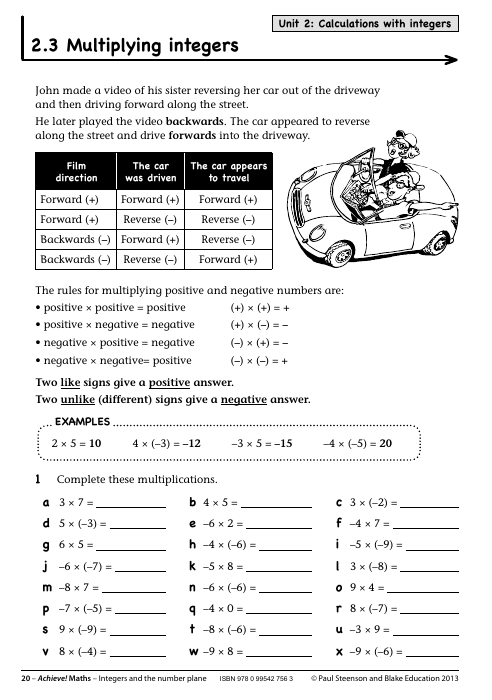 Unit 2: Calculations with integers
2.3 Multiplying integers
John made a video of his sister reversing her car out of the driveway
and then driving forward along the street.
He later played the video backwards. The car appeared to reverse
along the street and drive forwards into the driveway.
Film direction The car was driven The car appears to travel
Forward (+) Forward (+) Forward (+)
Forward (+) Reverse (–) Reverse (–)
Backwards (–) Forward (+) Reverse (–)
Backwards (–) Reverse (–) Forward (+)
The rules for multiplying positive and negative numbers are:
• positive × positive = positive (+) × (+) = +
• positive × negative = negative (+) × (–) = –
• negative × positive = negative (–) × (+) = –
• negative × negative= positive (–) × (–) = +
Two like signs give a positive answer.
Two unlike (different) signs give a negative answer.
EXAMPLES
2 × 5 = 10 4 × (–3) = –12 –3 × 5 = –15 –4 × (–5) = 20
1 Complete these multiplications.
a 3 × 7 = b 4 × 5 = c 3 × (–2) =
d 5 × (–3) = e –6 × 2 = f –4 × 7 =
g 6 × 5 = h –4 × (–6) = i –5 × (–9) =
j –6 × (–7) = k –5 × 8 = l 3 × (–8) =
m –8 × 7 = n –6 × (–6) = o 9 × 4 =
p –7 × (–5) = q –4 × 0 = r 8 × (–7) =
s 9 × (–9) = t –8 × (–6) = u –3 × 9 =
v 8 × (–4) = w –9 × 8 = x –9 × (–6) =
20 – Achieve! Maths – Integers and the number plane ISBN 978 0 99542 756 3 © Paul Steenson and Blake Education 2013